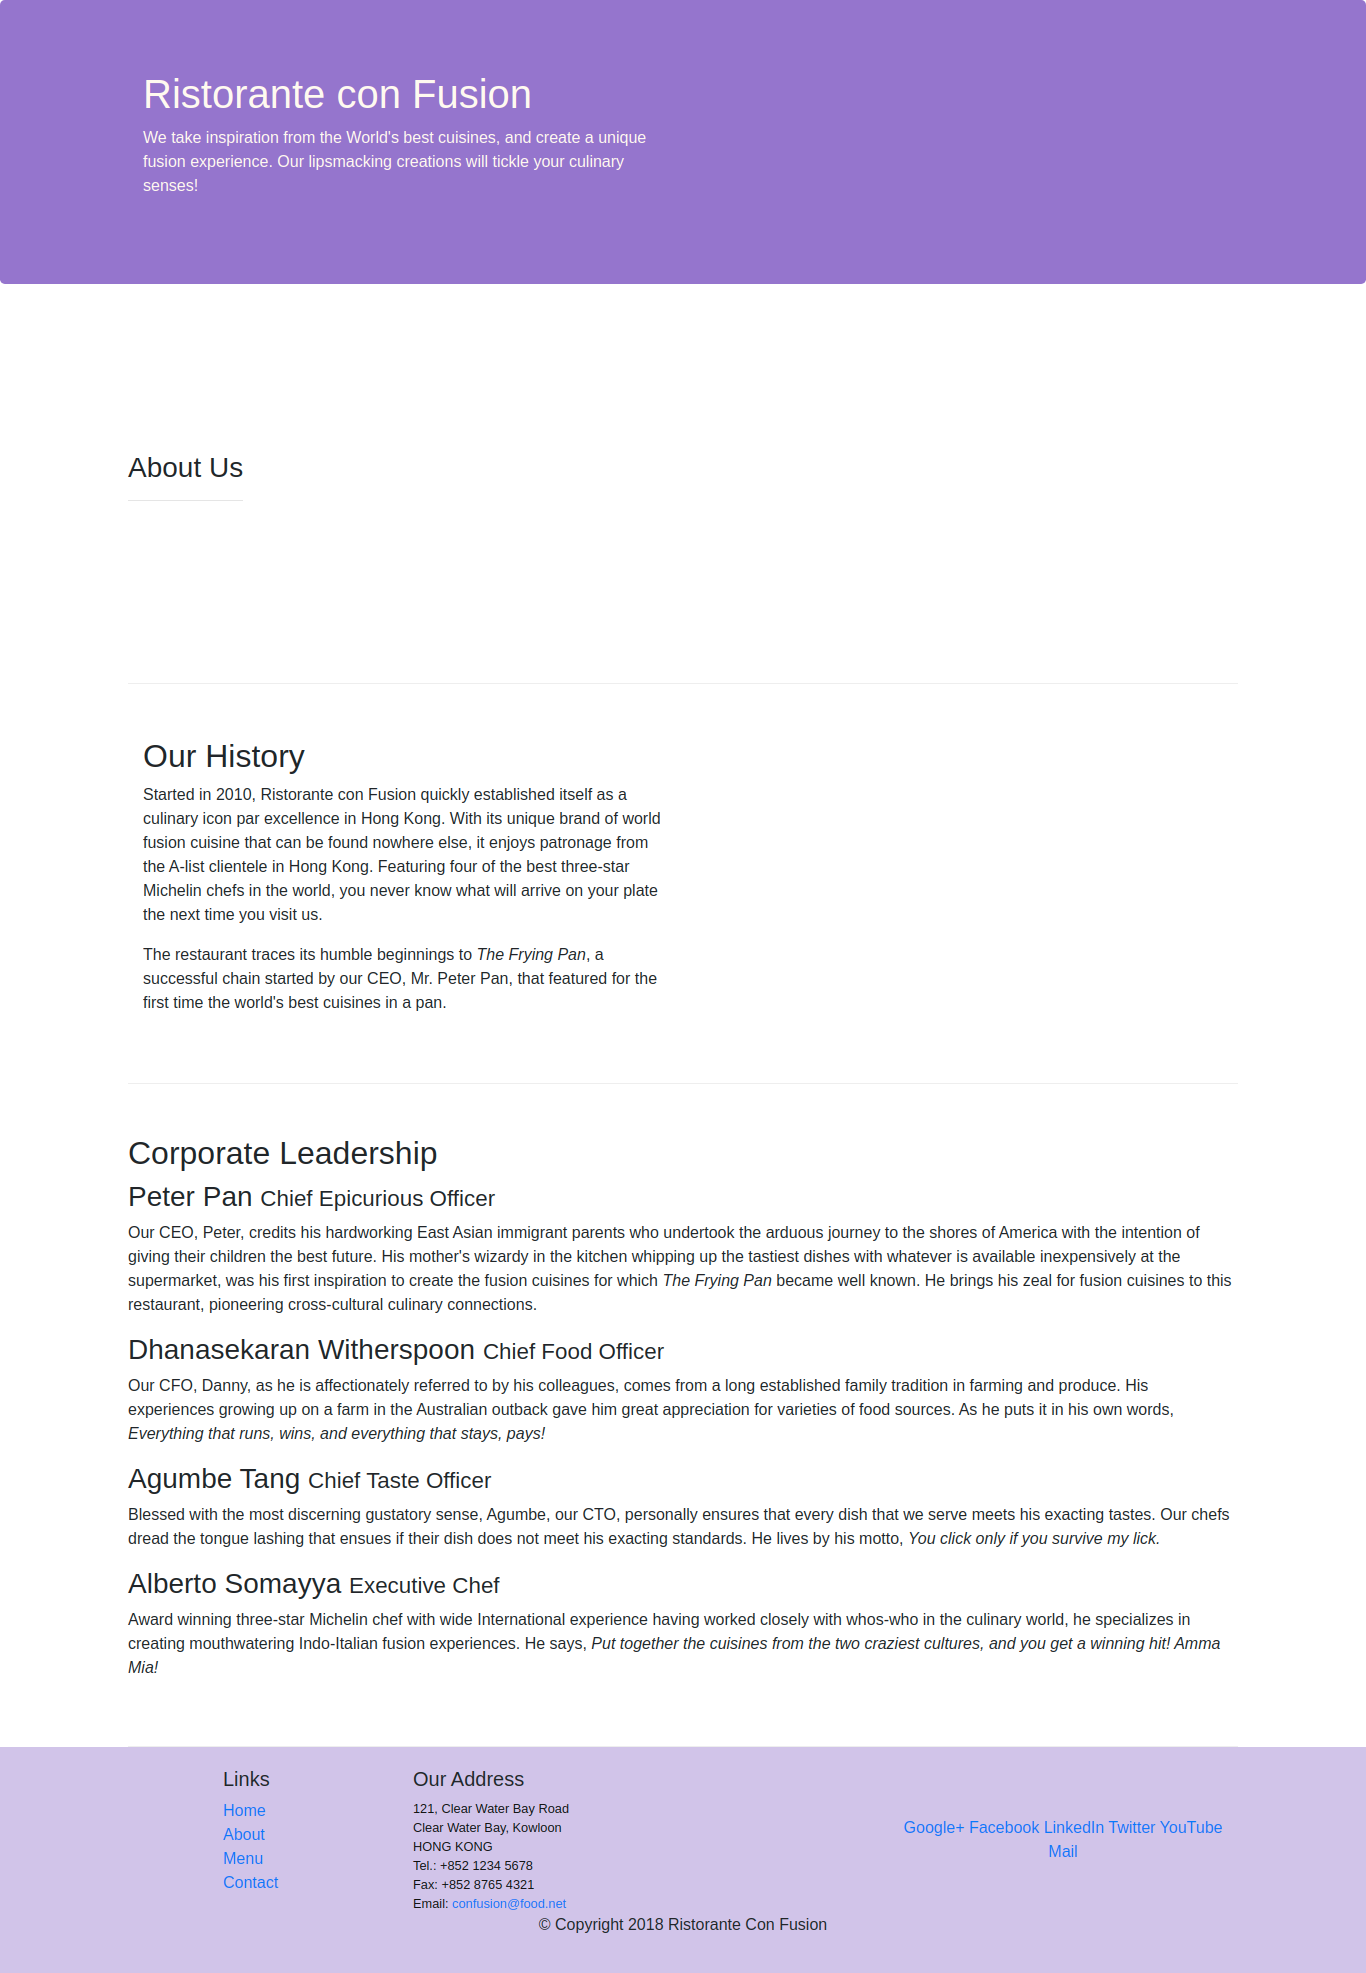 Ristorante con Fusion
We take inspiration from the World's best cuisines, and create a unique
fusion experience. Our lipsmacking creations will tickle your culinary
senses!
About Us
Our History
Started in 2010, Ristorante con Fusion quickly established itself as a
culinary icon par excellence in Hong Kong. With its unique brand of world
fusion cuisine that can be found nowhere else, it enjoys patronage from
the A-list clientele in Hong Kong. Featuring four of the best three-star
Michelin chefs in the world, you never know what will arrive on your plate
the next time you visit us.
The restaurant traces its humble beginnings to The Frying Pan, a
successful chain started by our CEO, Mr. Peter Pan, that featured for the
first time the world's best cuisines in a pan.
Corporate Leadership
Peter Pan Chief Epicurious Officer
Our CEO, Peter, credits his hardworking East Asian immigrant parents who undertook the arduous journey to the shores of America with the intention of
giving their children the best future. His mother's wizardy in the kitchen whipping up the tastiest dishes with whatever is available inexpensively at the
supermarket, was his first inspiration to create the fusion cuisines for which The Frying Pan became well known. He brings his zeal for fusion cuisines to this
restaurant, pioneering cross-cultural culinary connections.
Dhanasekaran Witherspoon Chief Food Officer
Our CFO, Danny, as he is affectionately referred to by his colleagues, comes from a long established family tradition in farming and produce. His
experiences growing up on a farm in the Australian outback gave him great appreciation for varieties of food sources. As he puts it in his own words,
Everything that runs, wins, and everything that stays, pays!
Agumbe Tang Chief Taste Officer
Blessed with the most discerning gustatory sense, Agumbe, our CTO, personally ensures that every dish that we serve meets his exacting tastes. Our chefs
dread the tongue lashing that ensues if their dish does not meet his exacting standards. He lives by his motto, You click only if you survive my lick.
Alberto Somayya Executive Chef
Award winning three-star Michelin chef with wide International experience having worked closely with whos-who in the culinary world, he specializes in
creating mouthwatering Indo-Italian fusion experiences. He says, Put together the cuisines from the two craziest cultures, and you get a winning hit! Amma
Mia!
Links
Home
About
Menu
Contact
Our Address
121, Clear Water Bay Road
Clear Water Bay, Kowloon
HONG KONG
Tel.: +852 1234 5678
Fax: +852 8765 4321
Email: confusion@food.net
Google+ Facebook LinkedIn Twitter YouTube
Mail
© Copyright 2018 Ristorante Con Fusion